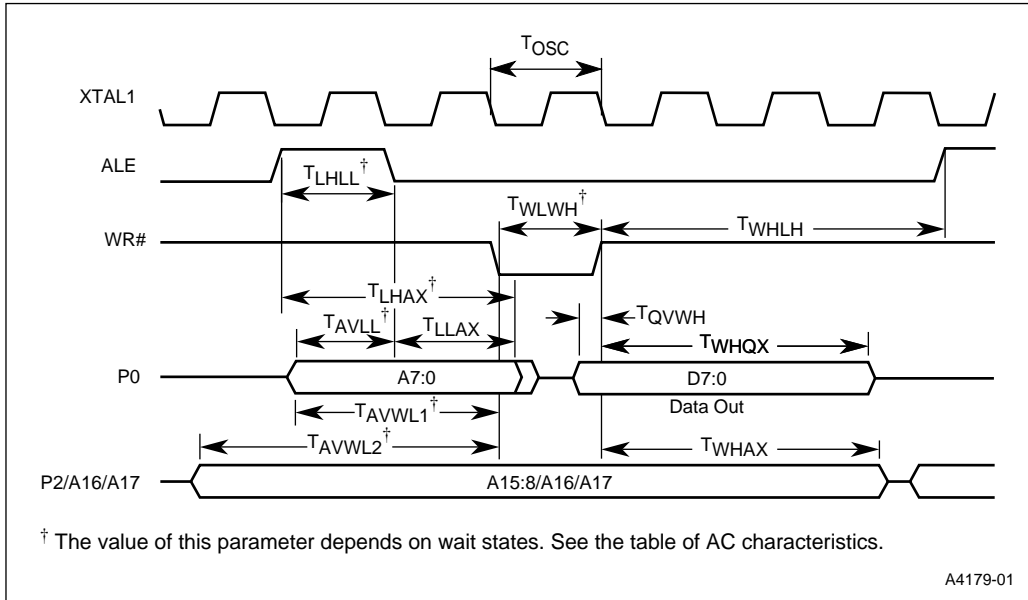 TOSC
XTAL1
ALE
TLHLL†
TWLWH†
TWHLH
WR#
TLHAX†
TQVWH
TAVLL†
TLLAX
TWHQX
P0
A7:0
D7:0
Data Out
TAVWL1†
TAVWL2†
TWHAX
P2/A16/A17
A15:8/A16/A17
† The value of this parameter depends on wait states. See the table of AC characteristics.
A4179-01